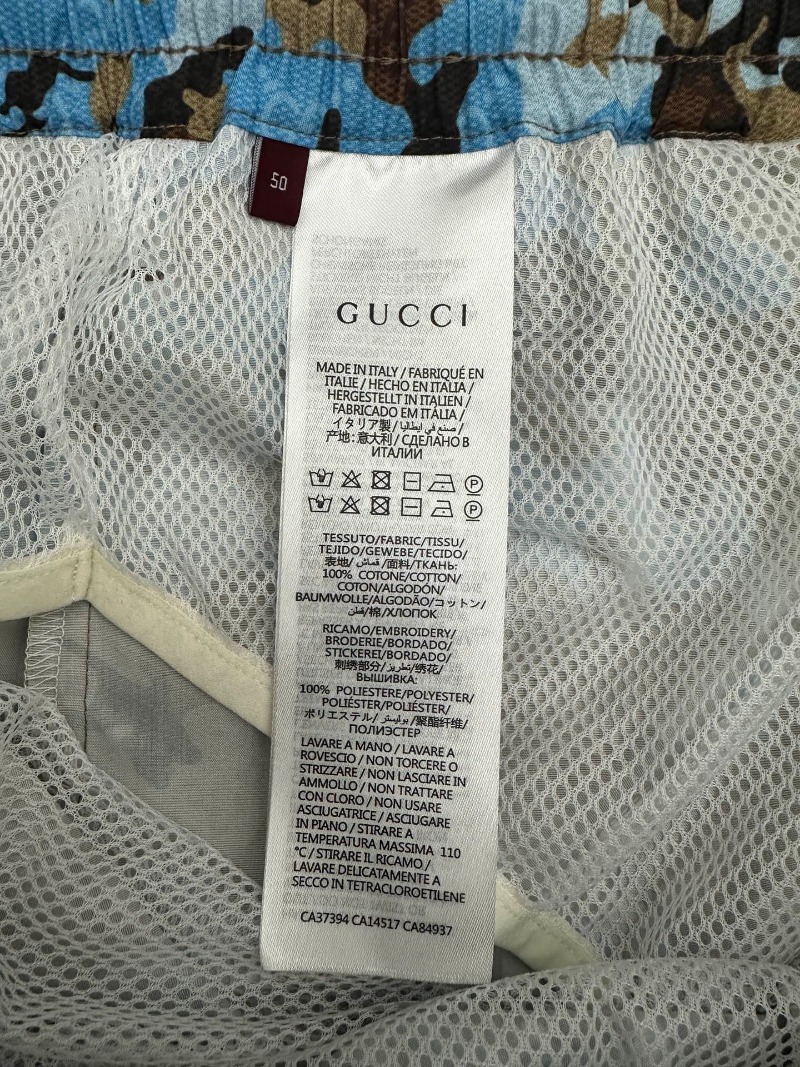 50
GUCCI
MADE IN ITALY / FABRIQUÉ EN
ITALIE / HECHO EN ITALIA /
HERGESTELLT IN ITALIEN /
FABRICADO EM ITÁLIA /
イタリア製 / صنع في ايطاليا /
产地: 意大利 / СДЕЛАНО В
ИТАЛИИ
P
P
TESSUTO/FABRIC/TISSU/
TEJIDO/GEWEBE/TECIDO/
表地/ قماش /面料/ТКАНЬ:
100% COTONE/COTTON/
COTON/ALGODÓN/
BAUMWOLLE/ALGODÃO/コットン/
قطن/棉/ХЛОПОК
RICAMO/EMBROIDERY/
BRODERIE/BORDADO/
STICKEREI/BORDADO/
刺繍部分/تطريز/绣花/
ВЫШИВКА:
100% POLIESTERE/POLYESTER/
POLYÉSTER/POLIÉSTER/
ポリエステル/ بوليستر /聚酯纤维/
ПОЛИЭСТЕР
LAVARE A MANO / LAVARE A
ROVESCIO / NON TORCERE O
STRIZZARE / NON LASCIARE IN
AMMOLLO / NON TRATTARE
CON CLORO / NON USARE
ASCIUGATRICE / ASCIUGARE
IN PIANO / STIRARE A
TEMPERATURA MASSIMA 110
°C / STIRARE IL RICAMO /
LAVARE DELICATAMENTE A
SECCO IN TETRACLOROETILENE
CA37394 CA14517 CA84937